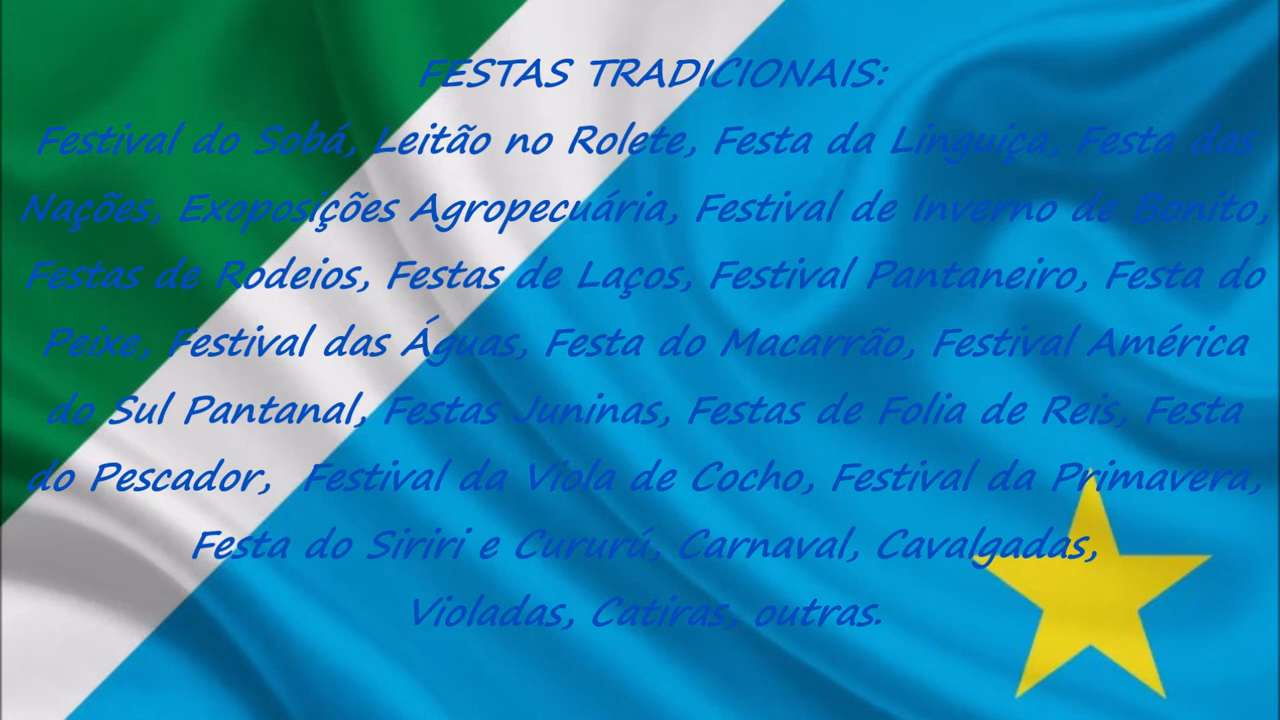 FESTAS TRADICIONAIS:
Festival do Sobá, Leitão no Rolete, Festa da Linguiça, Festa das
Nações, Exoposições Agropecuária, Festival de Inverno de Bonito,
Festas de Rodeios, Festas de Laços, Festival Pantaneiro, Festa do
Peixe, Festival das Águas, Festa do Macarrão, Festival América
do Sul Pantanal, Festas Juninas, Festas de Folia de Reis, Festa
do Pescador, Festival da Viola de Cocho, Festival da Primavera,
Festa do Siriri e Cururú, Carnaval, Cavalgadas,
Violadas, Catiras, outras.